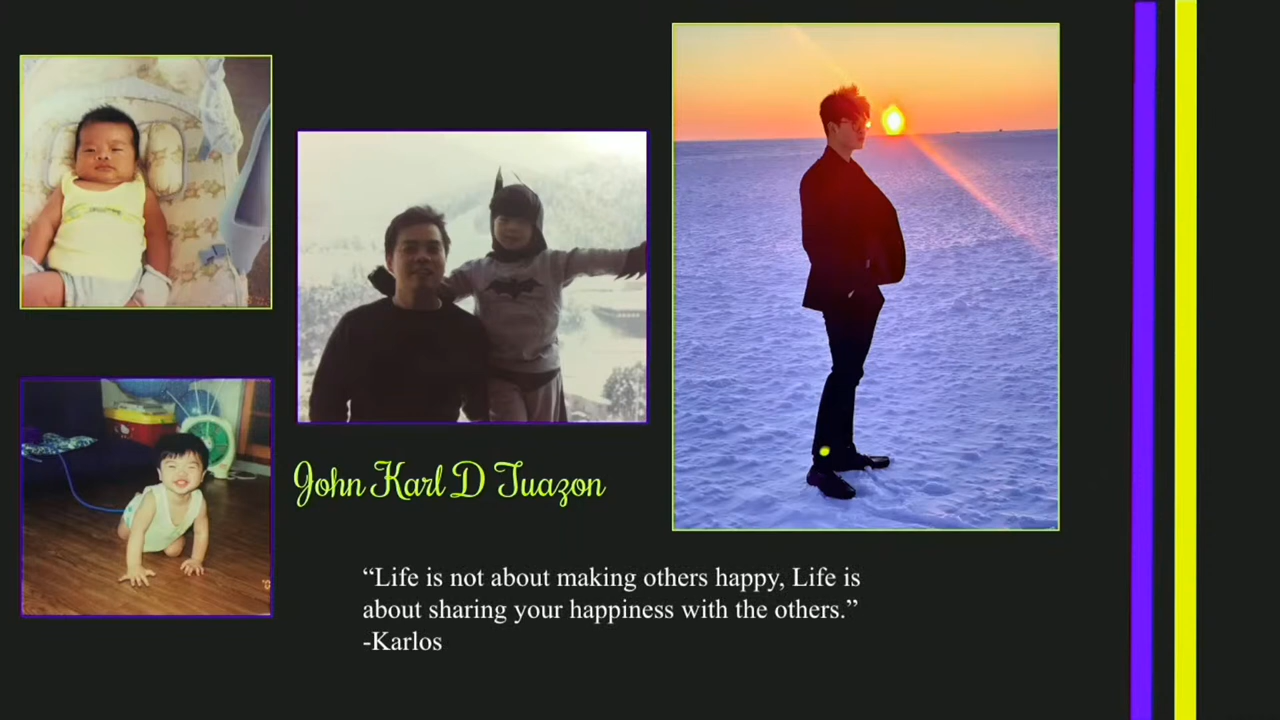 John Karl D Tuazon
“Life is not about making others happy, Life is
about sharing your happiness with the others.”
-Karlos